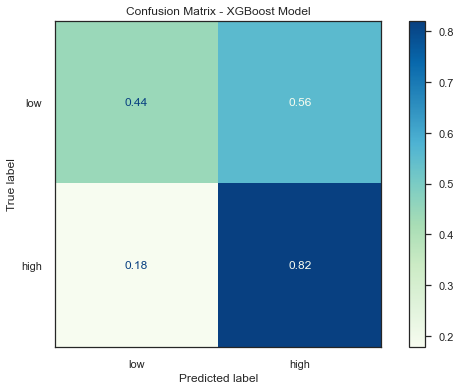 Confusion Matrix - XGBoost Model
True label
low
0.44
0.56
high
0.18
0.82
low
high
Predicted label
0.8
0.7
0.6
0.5
0.4
0.3
0.2